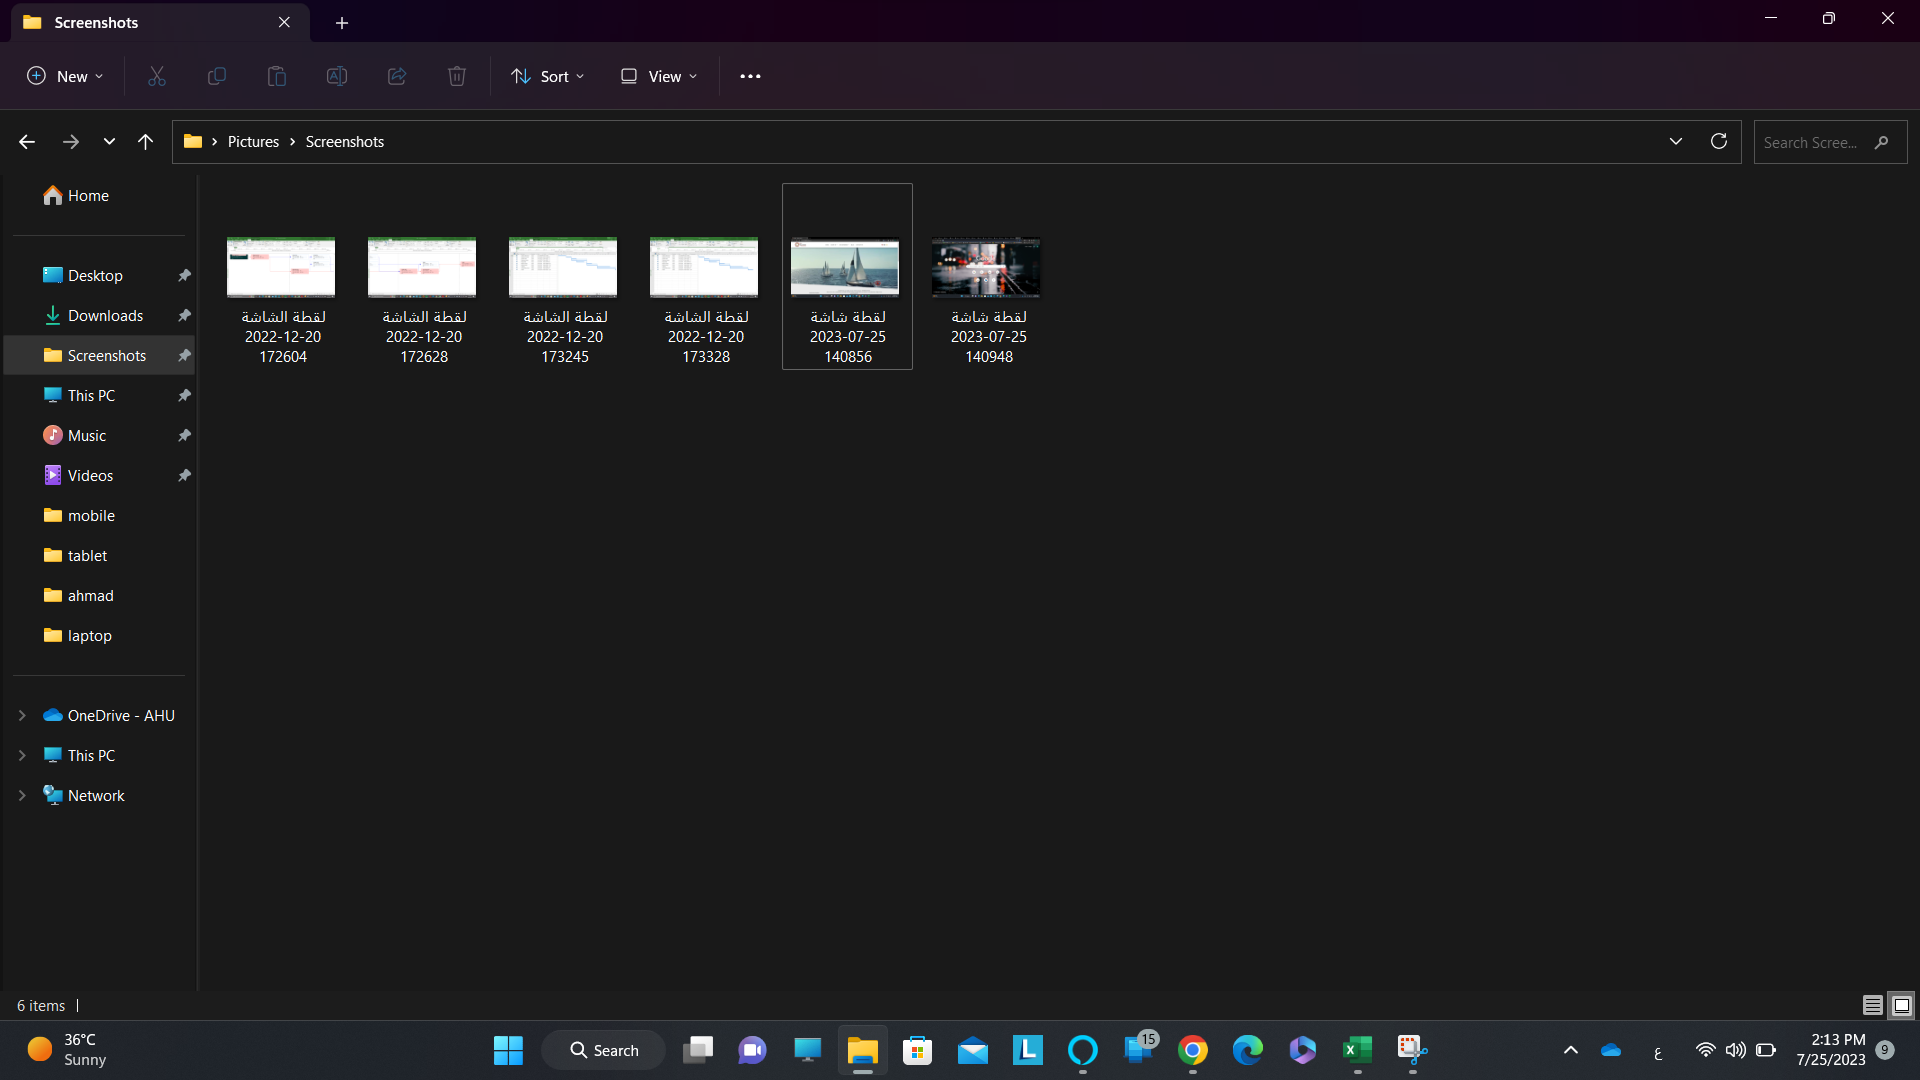 Screenshots
New
Sort
View
Pictures
Screenshots
Search Scree...
Home
Desktop
Downloads
Screenshots
This PC
Music
Videos
mobile
tablet
ahmad
laptop
OneDrive - AHU
This PC
Network
لقطة الشاشة
2022-12-20
172604
لقطة الشاشة
2022-12-20
172628
لقطة الشاشة
2022-12-20
173245
لقطة الشاشة
2022-12-20
173328
لقطة شاشة
2023-07-25
140856
لقطة شاشة
2023-07-25
140948
6 items
36°C
Sunny
Search
15
ع
2:13 PM
7/25/2023
9